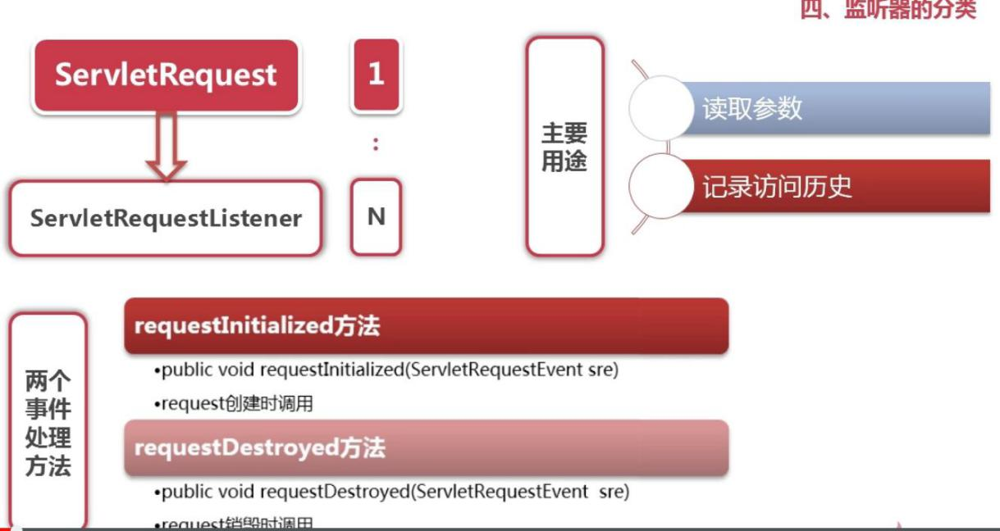 四、监听器的分类
ServletRequest
1
:
ServletRequestListener
N
主要
用途
读取参数
记录访问历史
两个
事件
处理
方法
requestInitialized方法
•public void requestInitialized(ServletRequestEvent sre)
•request创建时调用
requestDestroyed方法
•public void requestDestroyed(ServletRequestEvent  sre)
•request销毁时调用